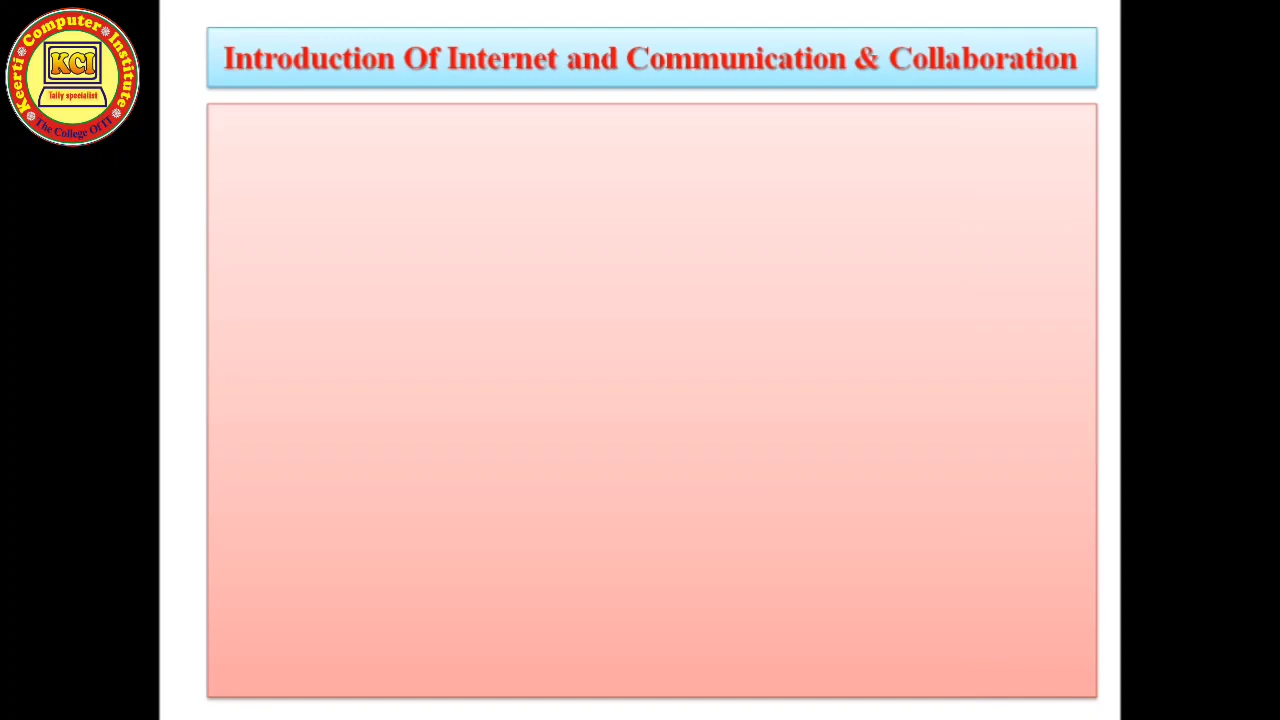 Keerti Computer Institute
KCI
Tally specialist
The College Of IT
Introduction Of Internet and Communication & Collaboration